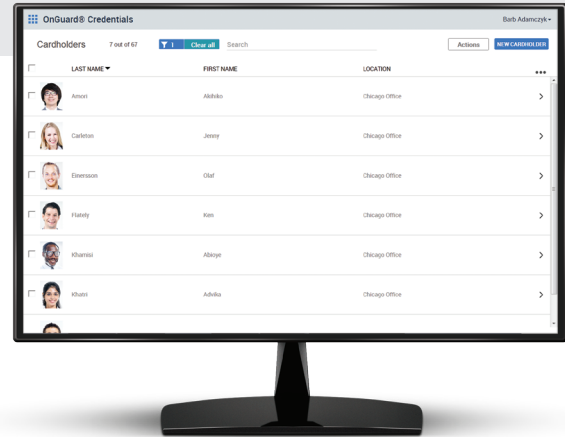 OnGuard® Credentials
Barb Adamczyk
Cardholders
7 out of 67
1
Clear all
Search
Actions
NEW CARDHOLDER
LAST NAME
FIRST NAME
LOCATION
Amori Akihiko Chicago Office
Carleton Jenny Chicago Office
Einersson Olaf Chicago Office
Flately Ken Chicago Office
Khamisi Abioye Chicago Office
Khatri Advika Chicago Office